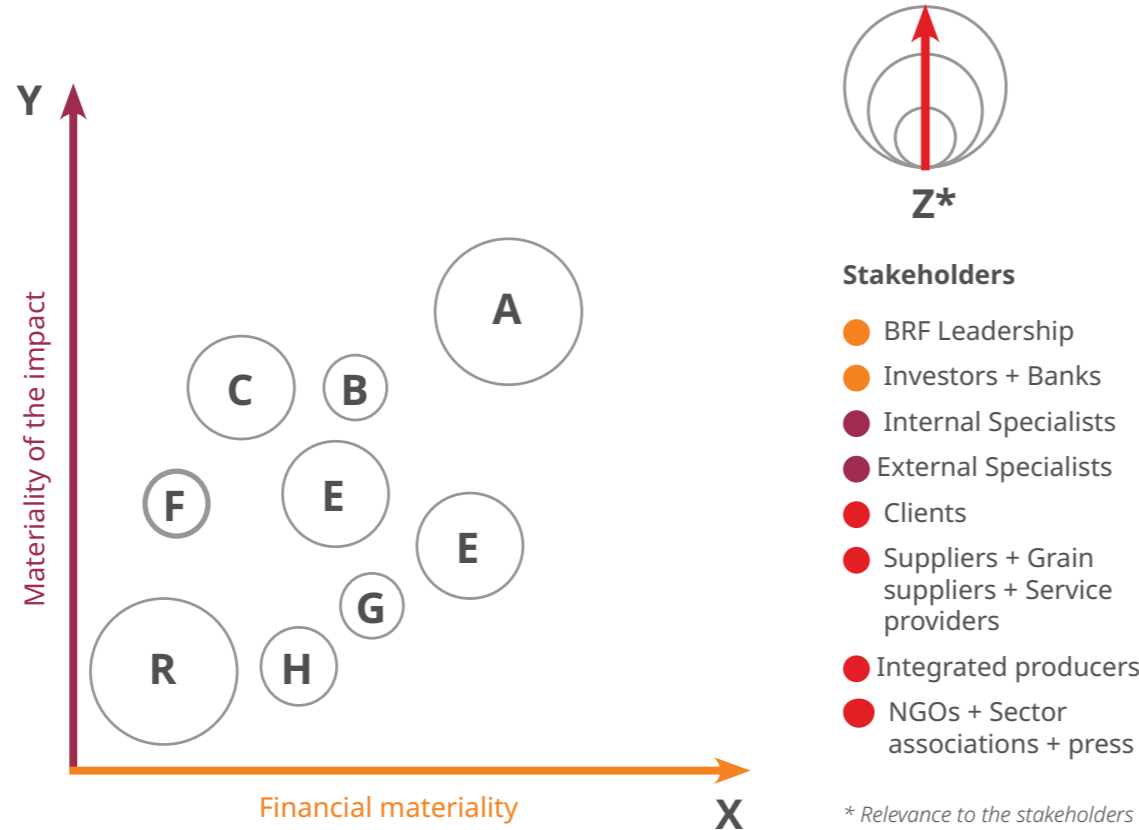 Y
Z*
Materiality of the impact
A
C
B
F
E
E
G
R
H
Financial materiality
X
Stakeholders
BRF Leadership
Investors + Banks
Internal Specialists
External Specialists
Clients
Suppliers + Grain
suppliers + Service
providers
Integrated producers
NGOs + Sector
associations + press
* Relevance to the stakeholders